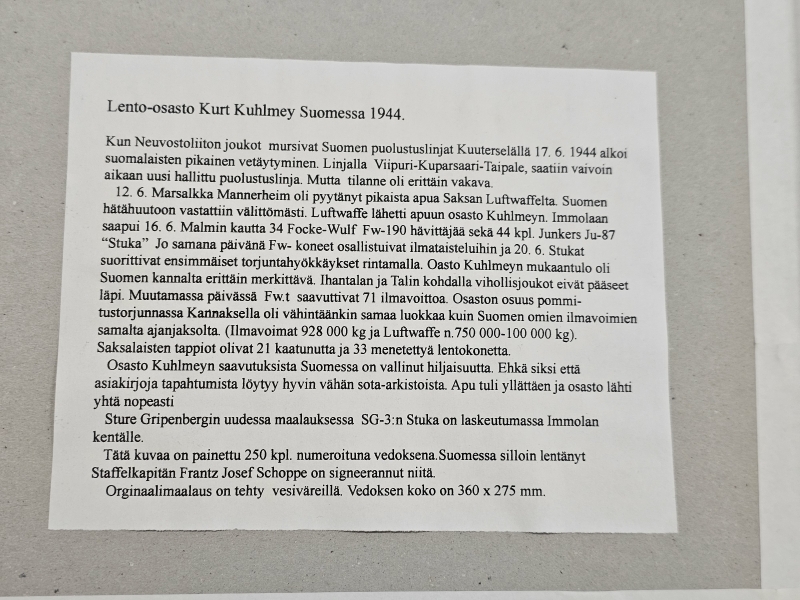 Lento-osasto Kurt Kuhlmey Suomessa 1944.
Kun Neuvostoliiton joukot mursivat Suomen puolustuslinjat Kuuterselällä 17. 6. 1944 alkoi
suomalaisten pikainen vetäytyminen. Linjalla Viipuri-Kuparsaari-Taipale, saatiin vaivoin
aikaan uusi hallittu puolustuslinja. Mutta tilanne oli erittäin vakava.
12. 6. Marsalkka Mannerheim oli pyytänyt pikaista apua Saksan Luftwaffelta. Suomen
hätähuutoon vastattiin välittömästi. Luftwaffe lähetti apuun osasto Kuhlmeyn. Immolaan
saapui 16. 6. Malmin kautta 34 Focke-Wulf Fw-190 hävittäjää sekä 44 kpl. Junkers Ju-87
“Stuka” Jo samana päivänä Fw- koneet osallistuivat ilmataisteluihin ja 20. 6. Stukat
suorittivat ensimmäiset torjuntahyökkäykset rintamalla. Oasto Kuhlmeyn mukaantulo oli
Suomen kannalta erittäin merkittävä. Ihantalan ja Talin kohdalla vihollisjoukot eivät pääseet
läpi. Muutamassa päivässä Fw.t saavuttivat 71 ilmavoittoa. Osaston osuus pommi-
tustorjunnassa Kannaksella oli vähintäänkin samaa luokkaa kuin Suomen omien ilmavoimien
samalta ajanjaksolta. (Ilmavoimat 928 000 kg ja Luftwaffe n.750 000-100 000 kg).
Saksalaisten tappiot olivat 21 kaatunutta ja 33 menetettyä lentokonetta.
Osasto Kuhlmeyn saavutuksista Suomessa on vallinut hiljaisuutta. Ehkä siksi että
asiakirjoja tapahtumista löytyy hyvin vähän sota-arkistoista. Apu tuli yllättäen ja osasto lähti
yhtä nopeasti
Sture Gripenbergin uudessa maalauksessa SG-3:n Stuka on laskeutumassa Immolan
kentälle.
Tätä kuvaa on painettu 250 kpl. numeroituna vedoksena.Suomessa silloin lentänyt
Staffelkapitän Frantz Josef Schoppe on signeerannut niitä.
Orginaalimaalaus on tehty vesiväreillä. Vedoksen koko on 360 x 275 mm.